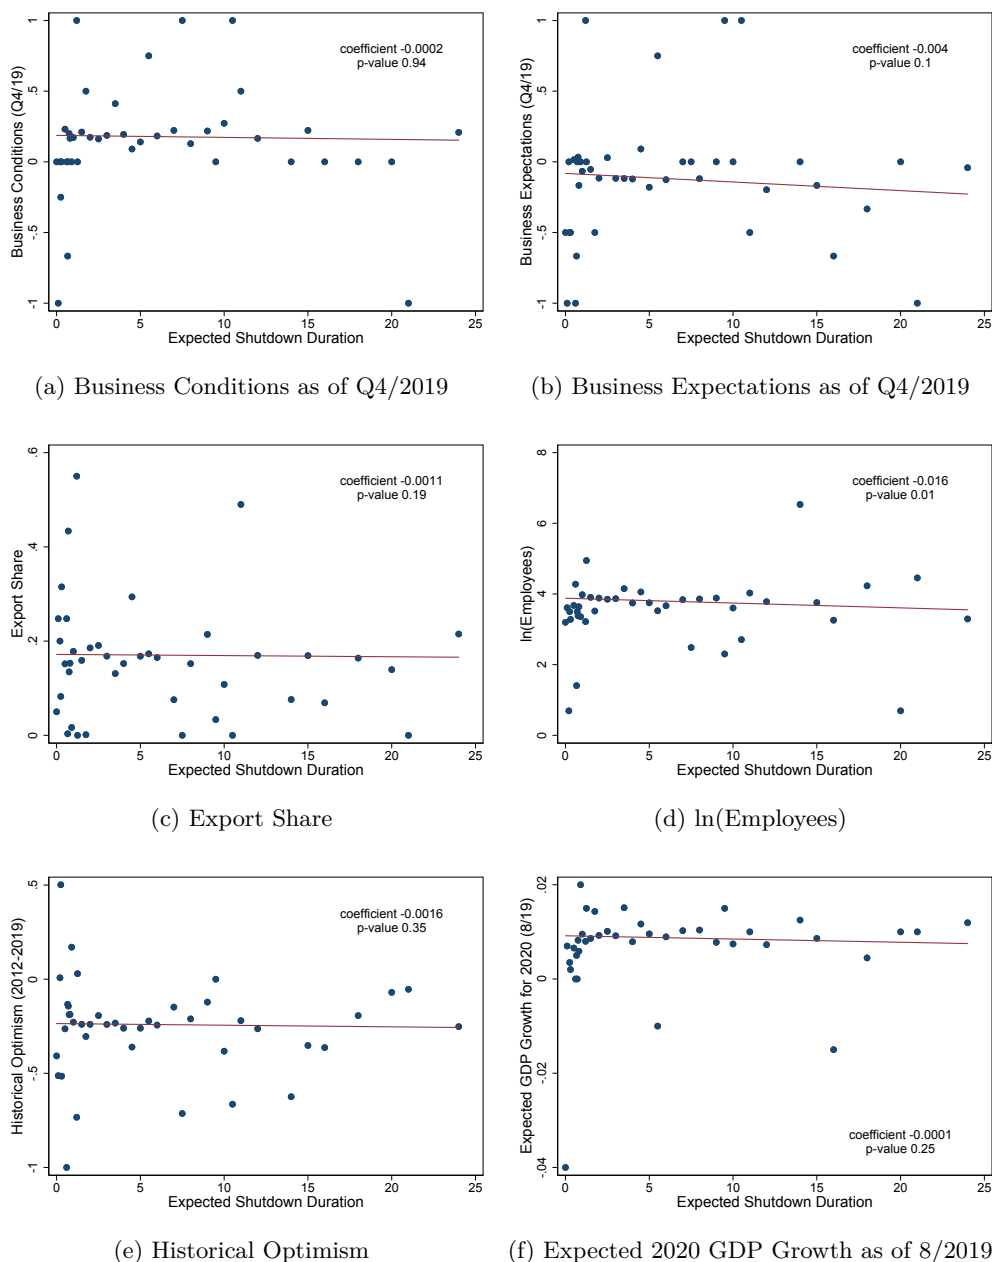 coefficient -0.0002
p-value 0.94
Business Conditions (Q4/19)
1
.5
0
-.5
-1
0 5 10 15 20 25
Expected Shutdown Duration
(a) Business Conditions as of Q4/2019
coefficient -0.004
p-value 0.1
Business Expectations (Q4/19)
1
.5
0
-.5
-1
0 5 10 15 20 25
Expected Shutdown Duration
(b) Business Expectations as of Q4/2019
coefficient -0.0011
p-value 0.19
Export Share
.6
.4
.2
0
0 5 10 15 20 25
Expected Shutdown Duration
(c) Export Share
coefficient -0.016
p-value 0.01
ln(Employees)
8
6
4
2
0
0 5 10 15 20 25
Expected Shutdown Duration
(d) ln(Employees)
coefficient -0.0016
p-value 0.35
Historical Optimism (2012-2019)
.5
0
-.5
-1
0 5 10 15 20 25
Expected Shutdown Duration
(e) Historical Optimism
coefficient -0.0001
p-value 0.25
Expected GDP Growth for 2020 (8/19)
.02
0
-.02
-.04
0 5 10 15 20 25
Expected Shutdown Duration
(f) Expected 2020 GDP Growth as of 8/2019